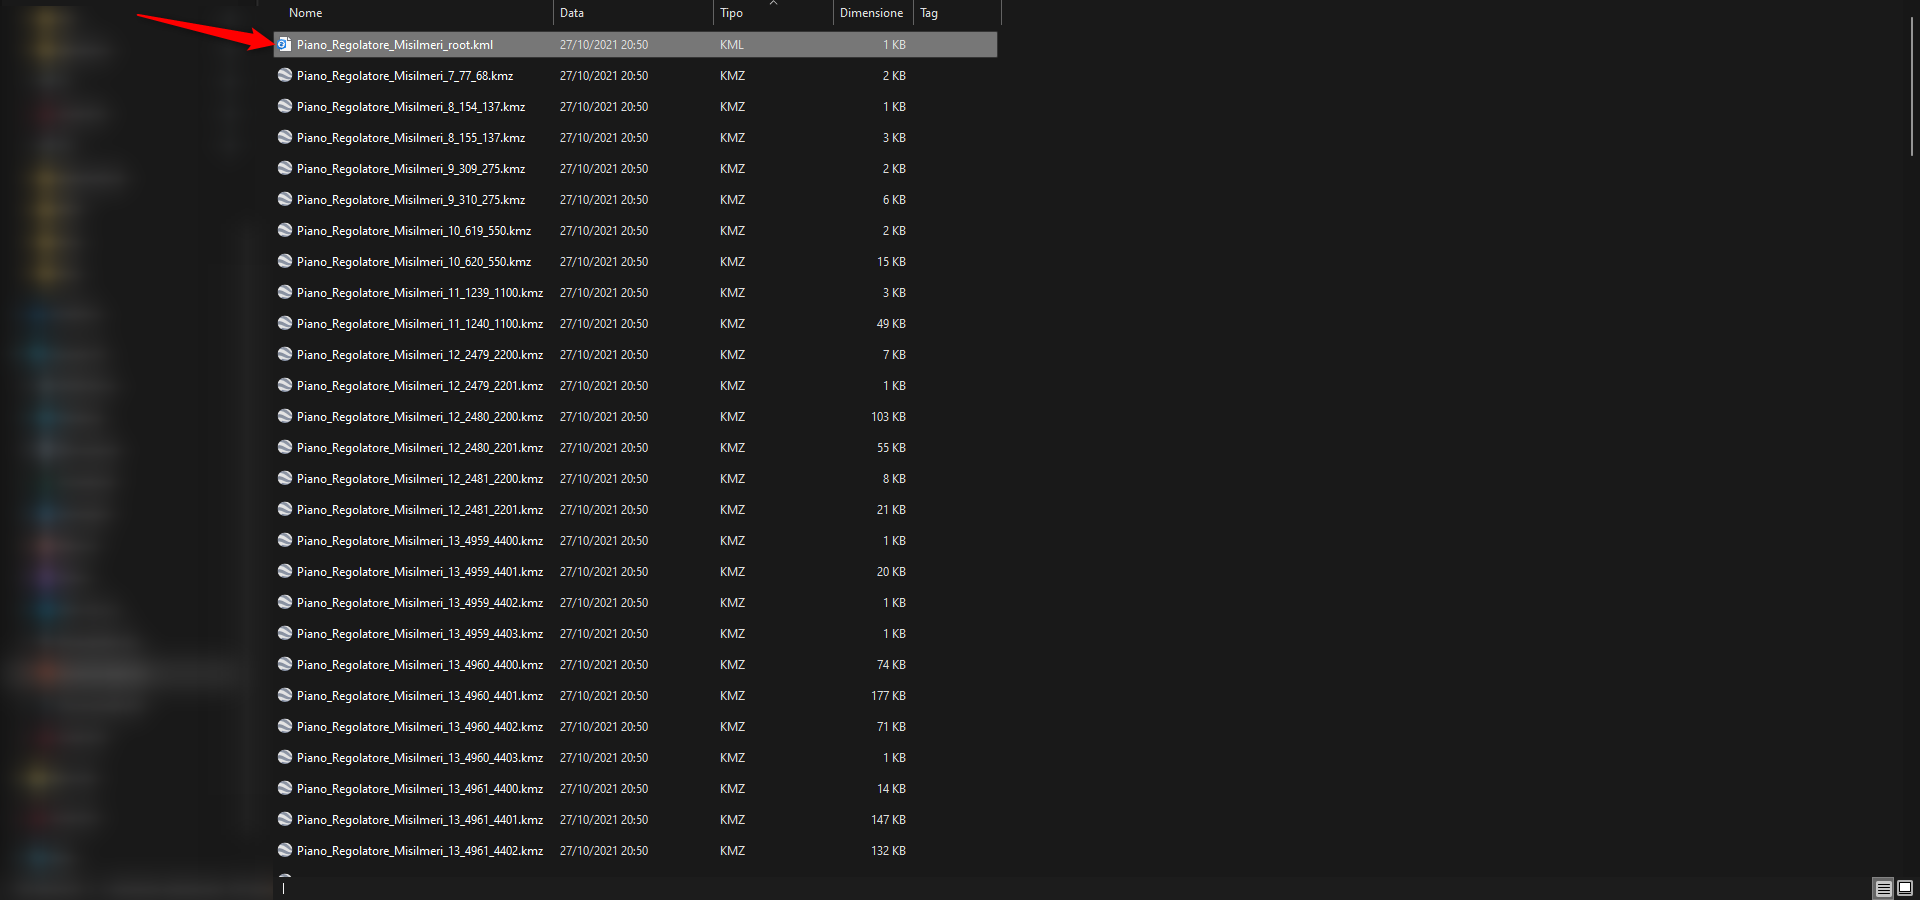 Nome Data Tipo Dimensione Tag
Piano_Regolatore_Misilmeri_root.kml 27/10/2021 20:50 KML 1 KB
Piano_Regolatore_Misilmeri_7_77_68.kmz 27/10/2021 20:50 KMZ 2 KB
Piano_Regolatore_Misilmeri_8_154_137.kmz 27/10/2021 20:50 KMZ 1 KB
Piano_Regolatore_Misilmeri_8_155_137.kmz 27/10/2021 20:50 KMZ 3 KB
Piano_Regolatore_Misilmeri_9_309_275.kmz 27/10/2021 20:50 KMZ 2 KB
Piano_Regolatore_Misilmeri_9_310_275.kmz 27/10/2021 20:50 KMZ 6 KB
Piano_Regolatore_Misilmeri_10_619_550.kmz 27/10/2021 20:50 KMZ 2 KB
Piano_Regolatore_Misilmeri_10_620_550.kmz 27/10/2021 20:50 KMZ 15 KB
Piano_Regolatore_Misilmeri_11_1239_1100.kmz 27/10/2021 20:50 KMZ 3 KB
Piano_Regolatore_Misilmeri_11_1240_1100.kmz 27/10/2021 20:50 KMZ 49 KB
Piano_Regolatore_Misilmeri_12_2479_2200.kmz 27/10/2021 20:50 KMZ 7 KB
Piano_Regolatore_Misilmeri_12_2479_2201.kmz 27/10/2021 20:50 KMZ 1 KB
Piano_Regolatore_Misilmeri_12_2480_2200.kmz 27/10/2021 20:50 KMZ 103 KB
Piano_Regolatore_Misilmeri_12_2480_2201.kmz 27/10/2021 20:50 KMZ 55 KB
Piano_Regolatore_Misilmeri_12_2481_2200.kmz 27/10/2021 20:50 KMZ 8 KB
Piano_Regolatore_Misilmeri_12_2481_2201.kmz 27/10/2021 20:50 KMZ 21 KB
Piano_Regolatore_Misilmeri_13_4959_4400.kmz 27/10/2021 20:50 KMZ 1 KB
Piano_Regolatore_Misilmeri_13_4959_4401.kmz 27/10/2021 20:50 KMZ 20 KB
Piano_Regolatore_Misilmeri_13_4959_4402.kmz 27/10/2021 20:50 KMZ 1 KB
Piano_Regolatore_Misilmeri_13_4959_4403.kmz 27/10/2021 20:50 KMZ 1 KB
Piano_Regolatore_Misilmeri_13_4960_4400.kmz 27/10/2021 20:50 KMZ 74 KB
Piano_Regolatore_Misilmeri_13_4960_4401.kmz 27/10/2021 20:50 KMZ 177 KB
Piano_Regolatore_Misilmeri_13_4960_4402.kmz 27/10/2021 20:50 KMZ 71 KB
Piano_Regolatore_Misilmeri_13_4960_4403.kmz 27/10/2021 20:50 KMZ 1 KB
Piano_Regolatore_Misilmeri_13_4961_4400.kmz 27/10/2021 20:50 KMZ 14 KB
Piano_Regolatore_Misilmeri_13_4961_4401.kmz 27/10/2021 20:50 KMZ 147 KB
Piano_Regolatore_Misilmeri_13_4961_4402.kmz 27/10/2021 20:50 KMZ 132 KB